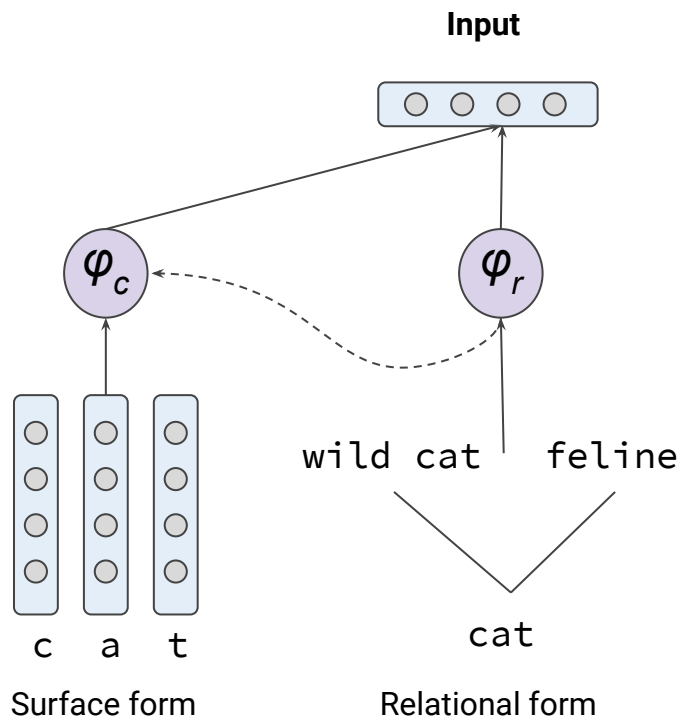 Input
φc
φr
wild cat
feline
c a t
cat
Surface form
Relational form